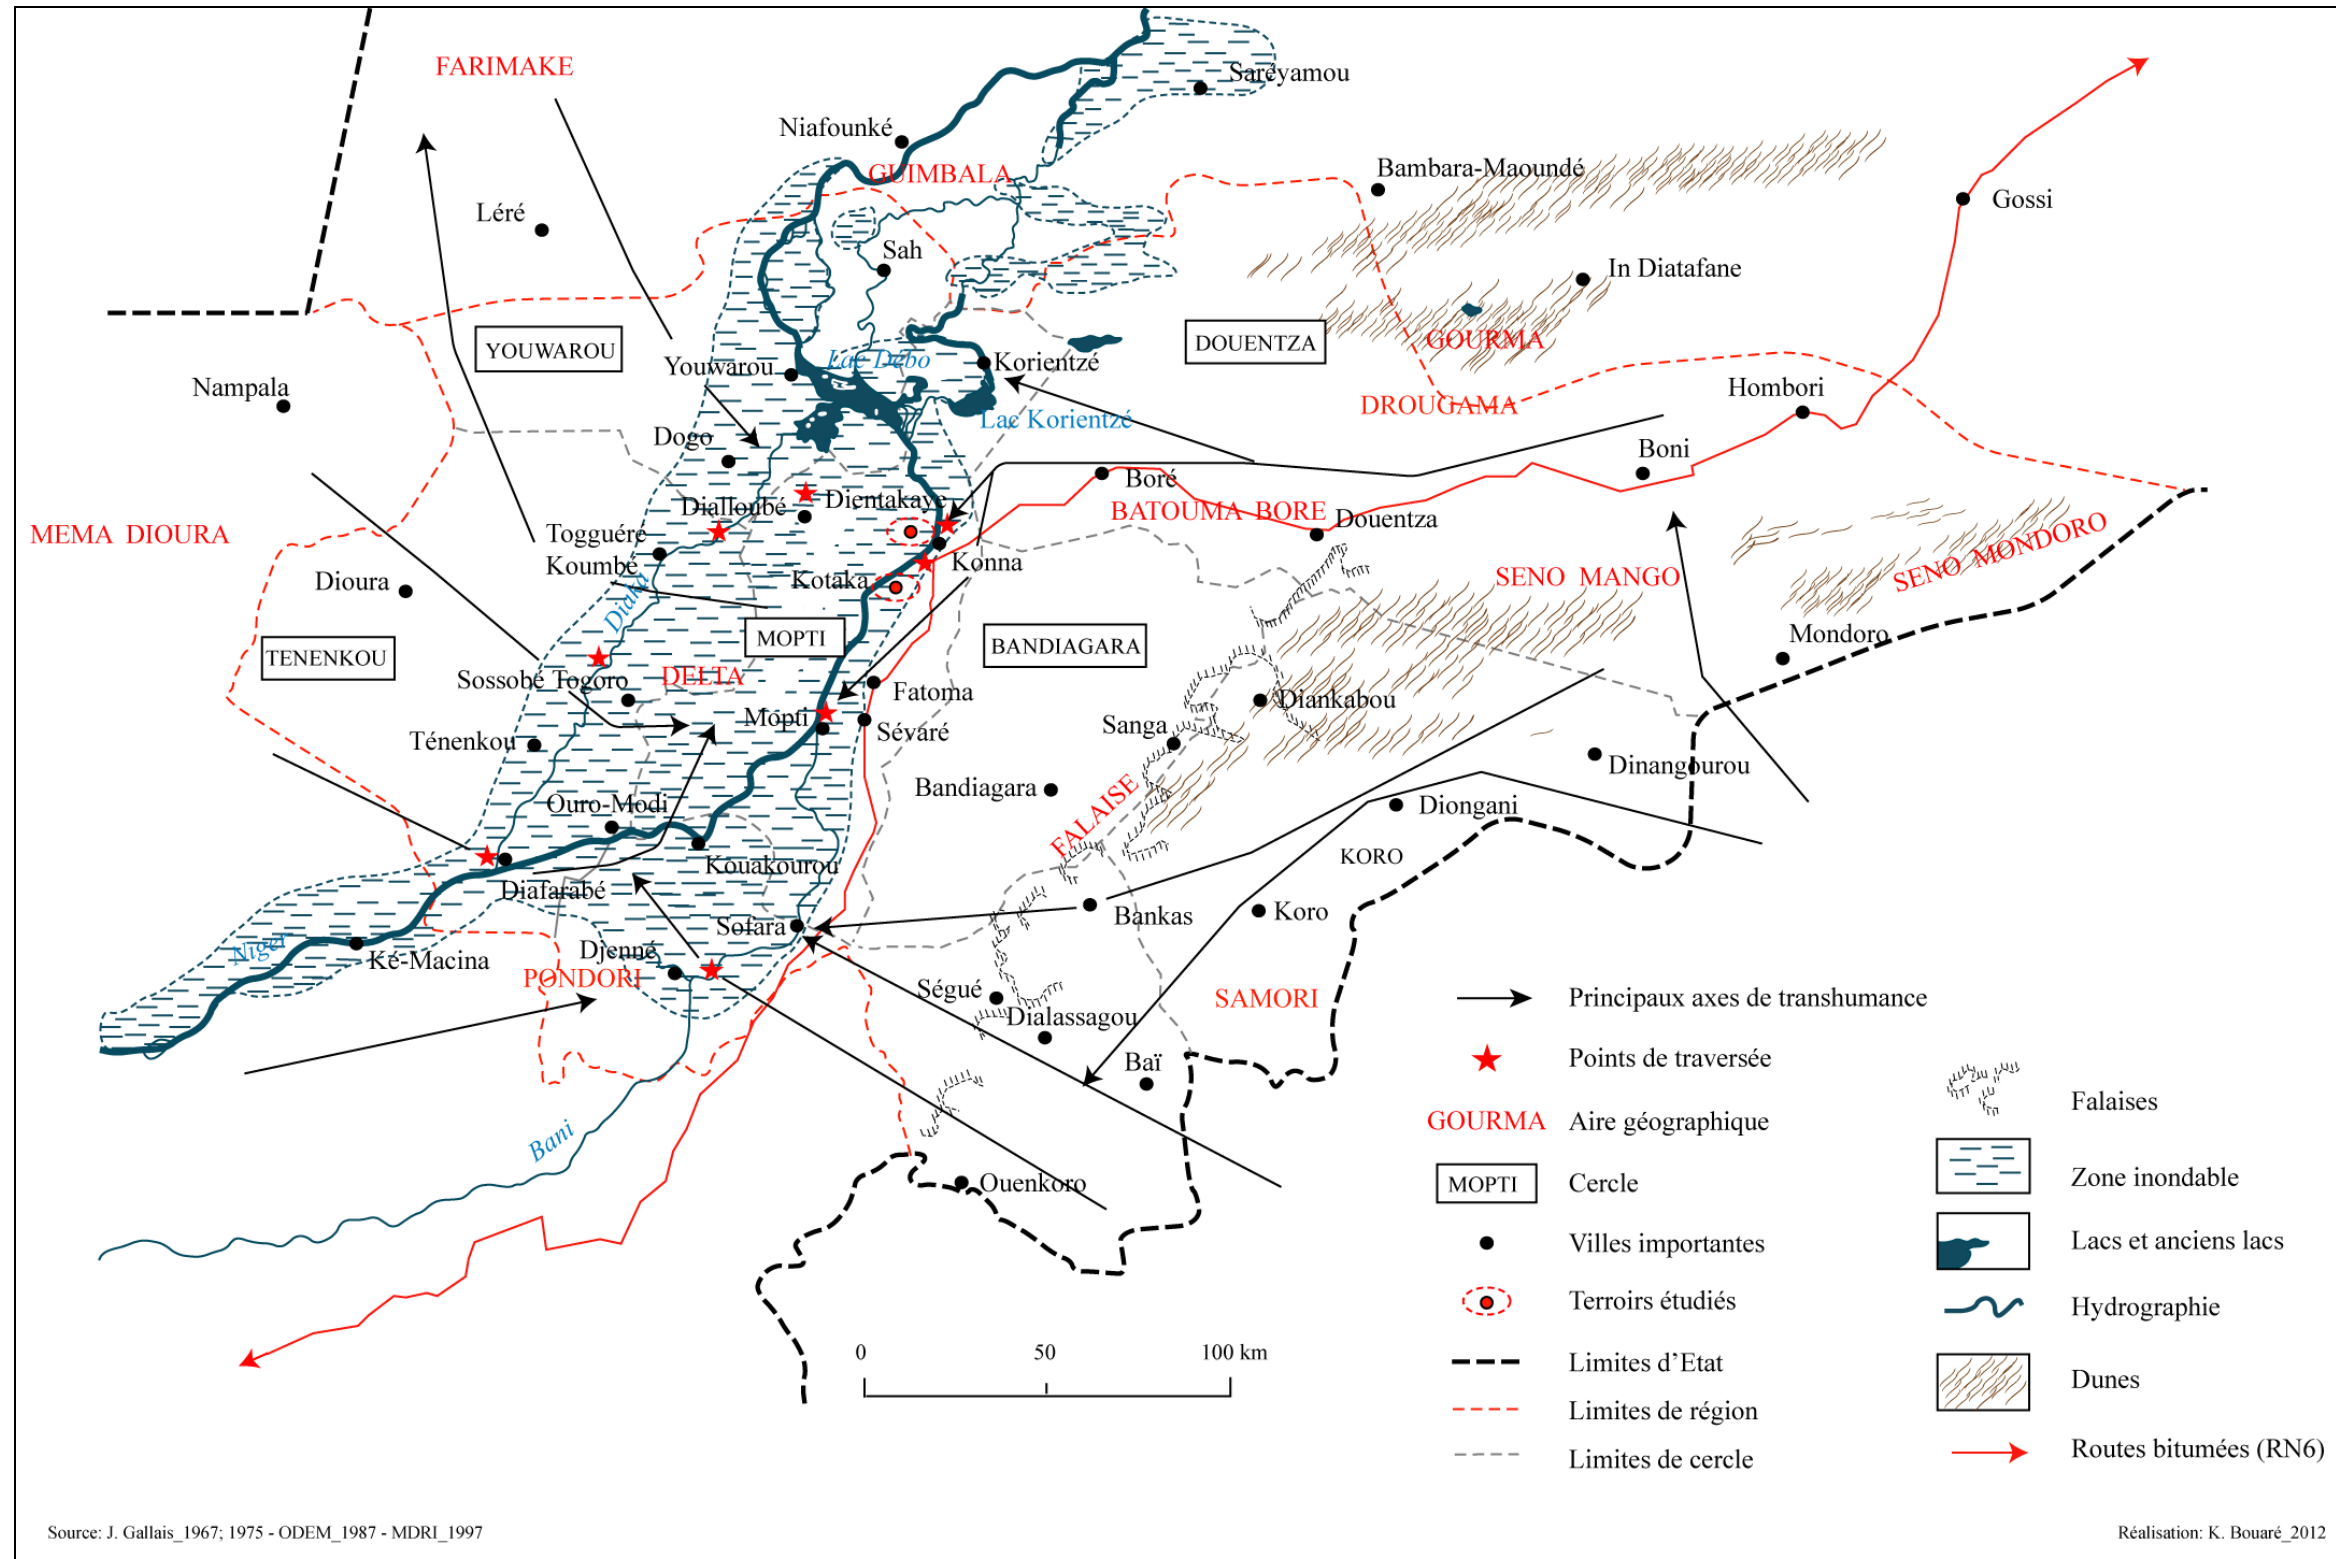 FARIMAKE
Saréyamou
Niafounké
GUIMBALA
Bambara-Maoundé
Léré
Gossi
Sah
In Diatafane
YOUWAROU
DOUENTZA
GOURMA
Lac Débo
Youwarou
Korientzé
Nampala
Hombori
DROUGAMA
Lac Korientzé
Dogo
Boni
Boré
Dientakaye
Dialloubé
BATOUMA BORE
Douentza
MEMA DIOURA
Togguéré
Koumbé
Konna
SENO MANGO
SENO MONDORO
Dioura
Kotaka
Diaka
MOPTI
BANDIAGARA
Mondoro
TENENKOU
DELTA
Sossobé Togoro
Fatoma
Diankabou
Mopti
Sévaré
Sanga
Ténenkou
Dinangourou
Bandiagara
Ouro-Modi
FALAISE
Diongani
KORO
Kouakourou
Diafarabé
Bankas
Koro
Sofara
Niger
Djenné
Ké-Macina
PONDORI
Ségué
SAMORI
Dialassagou
Baï
Bani
Ouenkoro
Principaux axes de transhumance
Points de traversée
GOURMA Aire géographique
MOPTI Cercle
Villes importantes
Terroirs étudiés
Limites d’Etat
Limites de région
Limites de cercle
Falaises
Zone inondable
Lacs et anciens lacs
Hydrographie
Dunes
Routes bitumées (RN6)
0 50 100 km
Source: J. Gallais_1967; 1975 - ODEM_1987 - MDRI_1997
Réalisation: K. Bouaré_2012